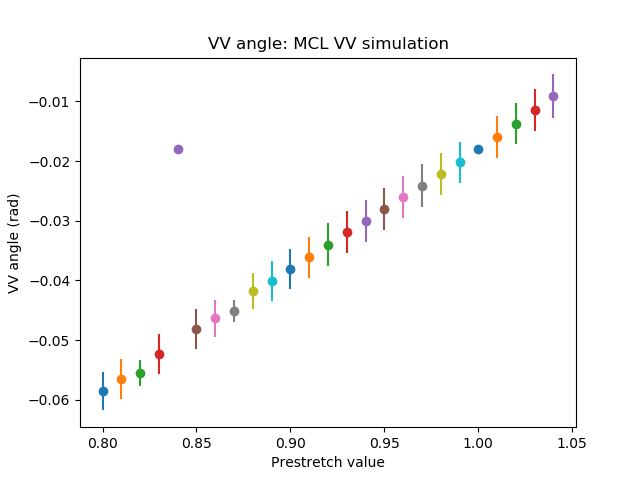 VV angle: MCL VV simulation
VV angle (rad)
−0.01
−0.02
−0.03
−0.04
−0.05
−0.06
0.80 0.85 0.90 0.95 1.00 1.05
Prestretch value